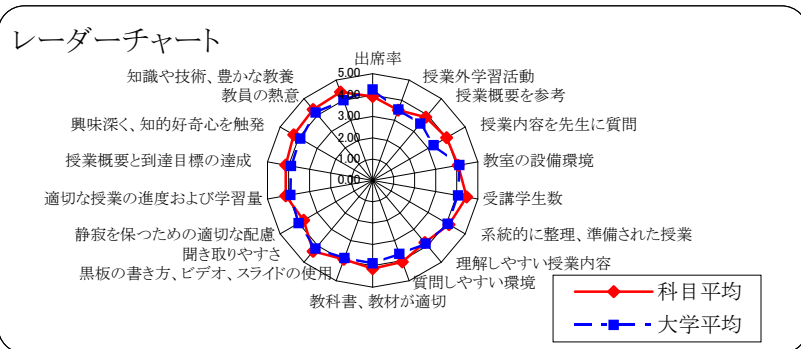 レーダーチャート
出席率
授業外学習活動
授業概要を参考
授業内容を先生に質問
教室の設備環境
受講学生数
系統的に整理、準備された授業
理解しやすい授業内容
質問しやすい環境
教科書、教材が適切
黒板の書き方、ビデオ、スライドの使用
聞き取りやすさ
静寂を保つための適切な配慮
適切な授業の進度および学習量
授業概要と到達目標の達成
興味深く、知的好奇心を触発
教員の熱意
知識や技術、豊かな教養
5.00
4.00
3.00
2.00
1.00
0.00
科目平均
大学平均